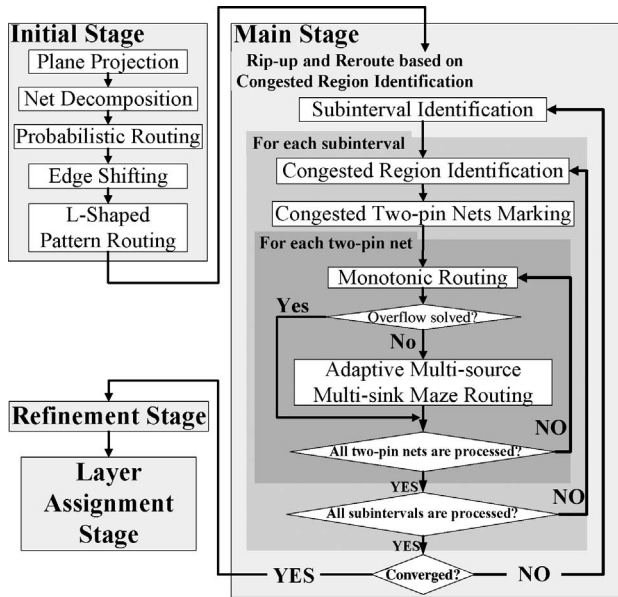 Initial Stage
Plane Projection
Net Decomposition
Probabilistic Routing
Edge Shifting
L-Shaped
Pattern Routing
Main Stage
Rip-up and Reroute based on
Congested Region Identification
Subinterval Identification
For each subinterval
Congested Region Identification
Congested Two-pin Nets Marking
For each two-pin net
Monotonic Routing
Yes
Overflow solved?
No
Adaptive Multi-source
Multi-sink Maze Routing
All two-pin nets are processed?
NO
YES
All subintervals are processed?
NO
YES
Converged?
YES
NO
Refinement Stage
Layer
Assignment
Stage